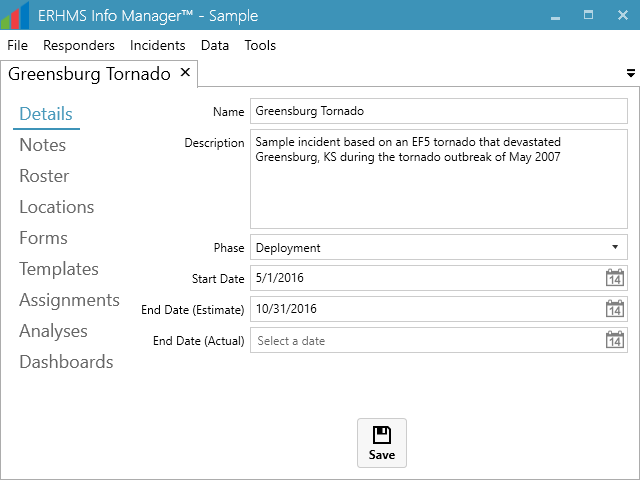 ERHMS Info Manager™ - Sample
File Responders Incidents Data Tools
Greensburg Tornado ×
Details
Notes
Roster
Locations
Forms
Templates
Assignments
Analyses
Dashboards
Name Greensburg Tornado
Description Sample incident based on an EF5 tornado that devastated
Greensburg, KS during the tornado outbreak of May 2007
Phase Deployment
Start Date 5/1/2016 14
End Date (Estimate) 10/31/2016 14
End Date (Actual) Select a date 14
Save